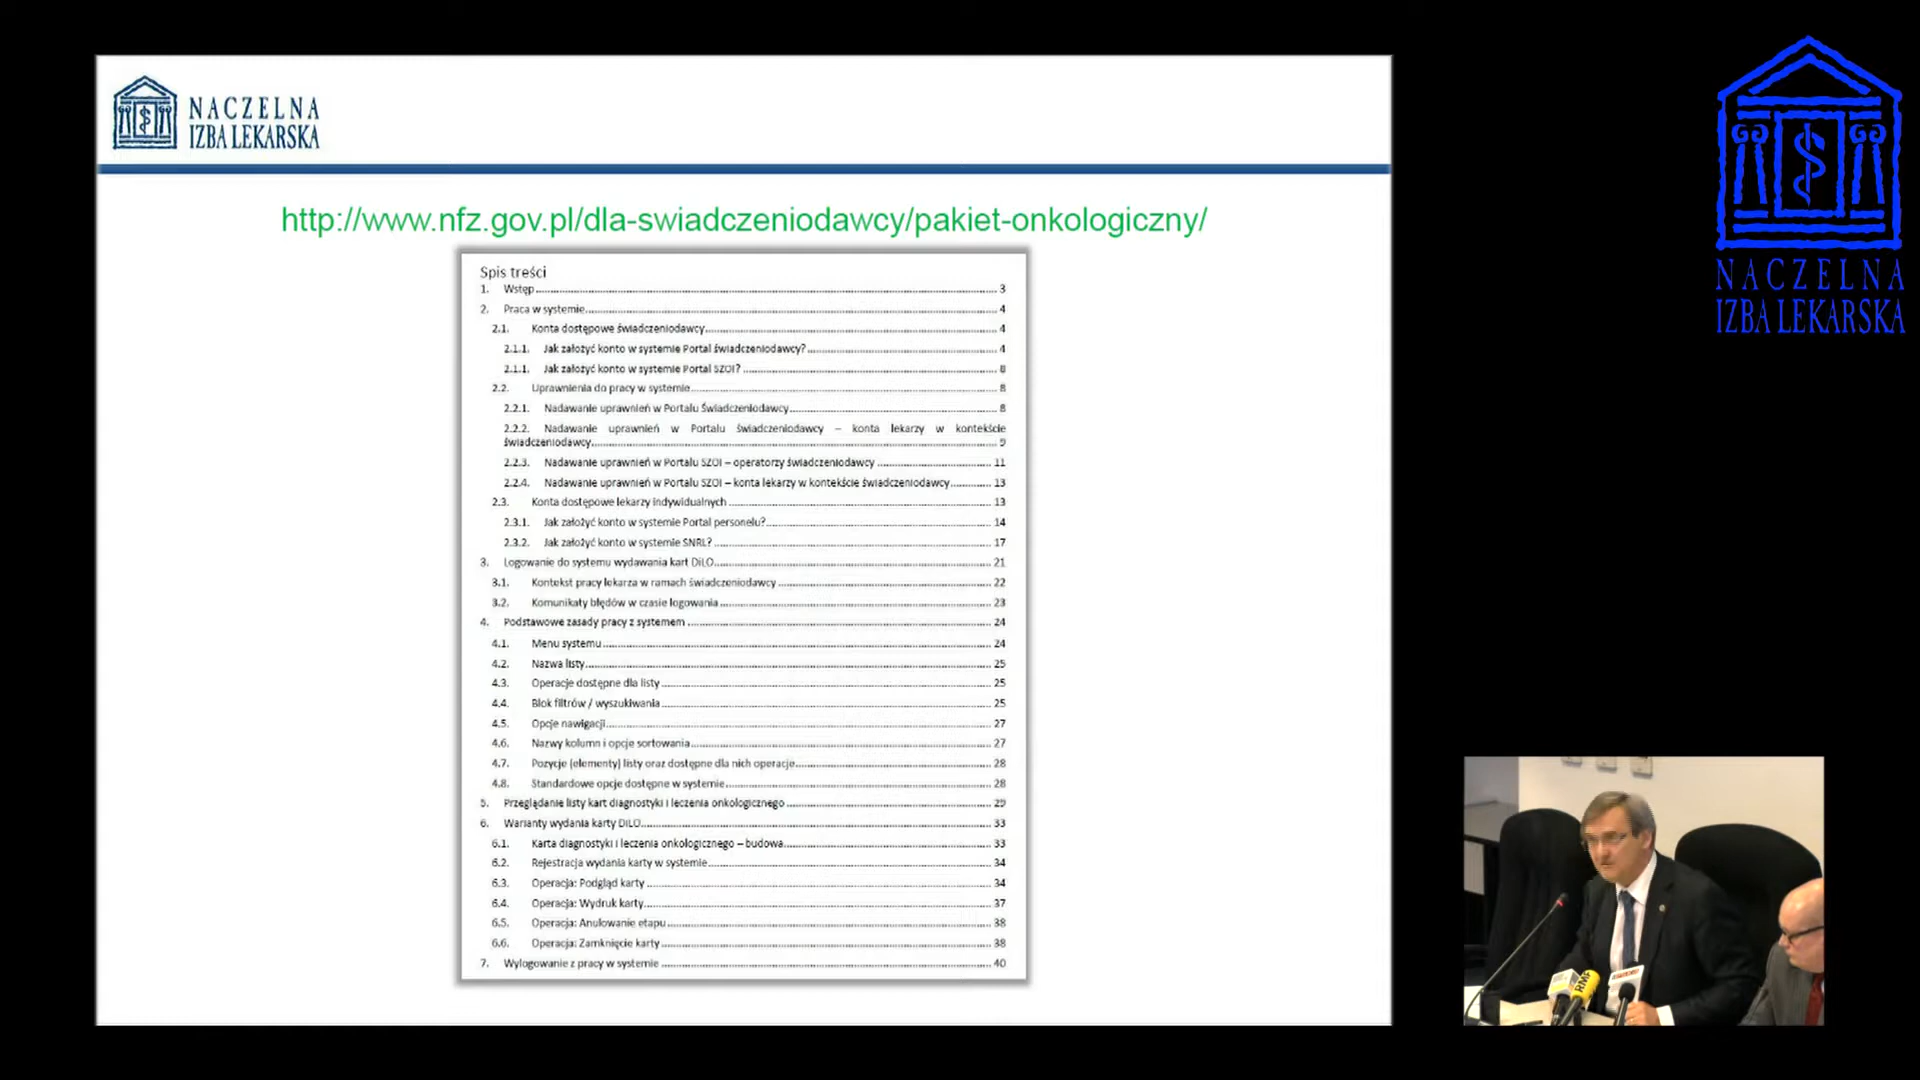 NACZELNA
IZBA LEKARSKA
http://www.nfz.gov.pl/dla-swiadczeniodawcy/pakiet-onkologiczny/
Spis treści
1. Wstęp 3
2. Praca w systemie 4
2.1. Konta dostępowe świadczeniodawcy 4
2.1.1. Jak założyć konto w systemie Portal świadczeniodawcy? 4
2.1.1. Jak założyć konto w systemie Portal SZOI? 8
2.2. Uprawnienia do pracy w systemie 8
2.2.1. Nadawanie uprawnień w Portalu Świadczeniodawcy 8
2.2.2. Nadawanie uprawnień w Portalu świadczeniodawcy – konta lekarzy w kontekście
świadczeniodawcy 9
2.2.3. Nadawanie uprawnień w Portalu SZOI – operatorzy świadczeniodawcy 11
2.2.4. Nadawanie uprawnień w Portalu SZOI – konta lekarzy w kontekście świadczeniodawcy 13
2.3. Konta dostępowe lekarzy indywidualnych 13
2.3.1. Jak założyć konto w systemie Portal personelu? 14
2.3.2. Jak założyć konto w systemie SNRL? 17
3. Logowanie do systemu wydawania kart DiLO 21
3.1. Kontekst pracy lekarza w ramach świadczeniodawcy 22
3.2. Komunikaty błędów w czasie logowania 23
4. Podstawowe zasady pracy z systemem 24
4.1. Menu systemu 24
4.2. Nazwa listy 25
4.3. Operacje dostępne dla listy 25
4.4. Blok filtrów / wyszukiwania 25
4.5. Opcje nawigacji 27
4.6. Nazwy kolumn i opcje sortowania 27
4.7. Pozycje (elementy) listy oraz dostępne dla nich operacje 28
4.8. Standardowe opcje dostępne w systemie 28
5. Przeglądanie listy kart diagnostyki i leczenia onkologicznego 29
6. Warianty wydania karty DiLO 33
6.1. Karta diagnostyki i leczenia onkologicznego – budowa 33
6.2. Rejestracja wydania karty w systemie 34
6.3. Operacja: Podgląd karty 34
6.4. Operacja: Wydruk karty 37
6.5. Operacja: Anulowanie etapu 38
6.6. Operacja: Zamknięcie karty 38
7. Wylogowanie z pracy w systemie 40
NACZELNA
IZBA LEKARSKA
RMF